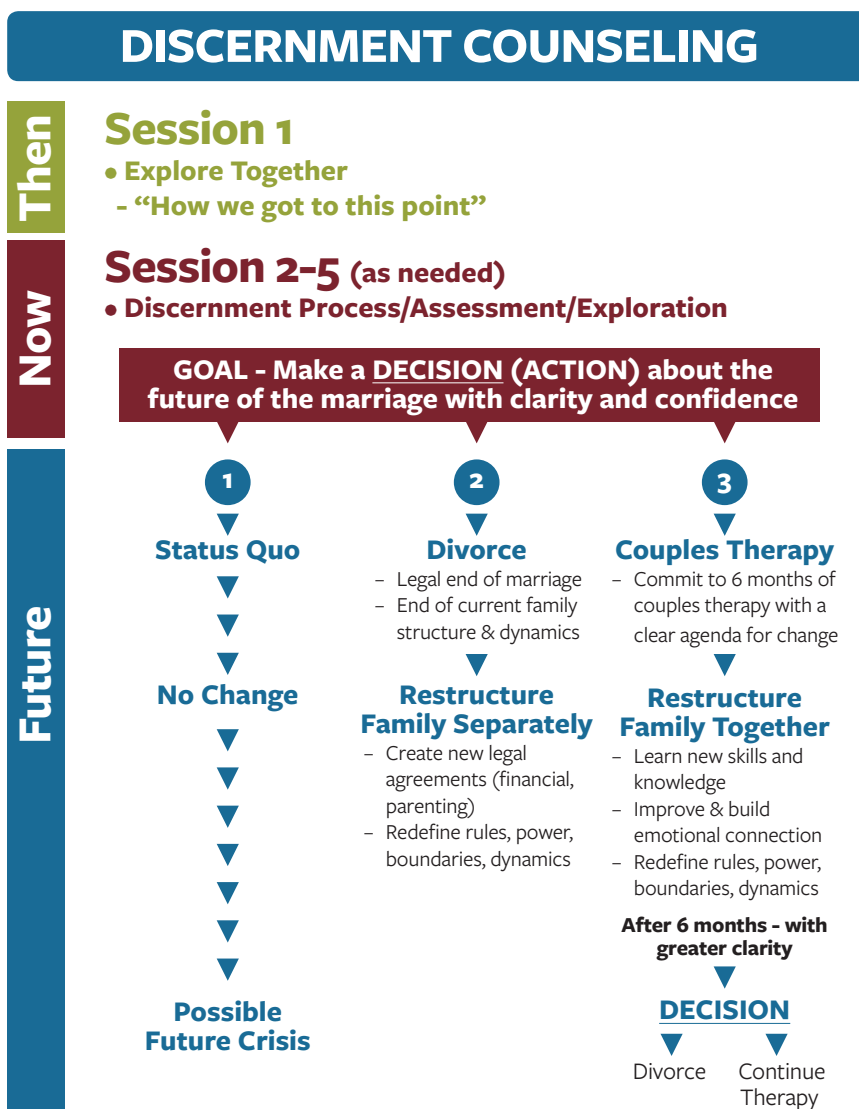 DISCERNMENT COUNSELING
Then
Session 1
• Explore Together
- “How we got to this point”
Now
Session 2-5 (as needed)
• Discernment Process/Assessment/Exploration
GOAL - Make a DECISION (ACTION) about the
future of the marriage with clarity and confidence
Future
1
Status Quo
No Change
Possible
Future Crisis
2
Divorce
– Legal end of marriage
– End of current family
structure & dynamics
Restructure
Family Separately
– Create new legal
agreements (financial,
parenting)
– Redefine rules, power,
boundaries, dynamics
3
Couples Therapy
– Commit to 6 months of
couples therapy with a
clear agenda for change
Restructure
Family Together
– Learn new skills and
knowledge
– Improve & build
emotional connection
– Redefine rules, power,
boundaries, dynamics
After 6 months - with
greater clarity
DECISION
Divorce
Continue
Therapy